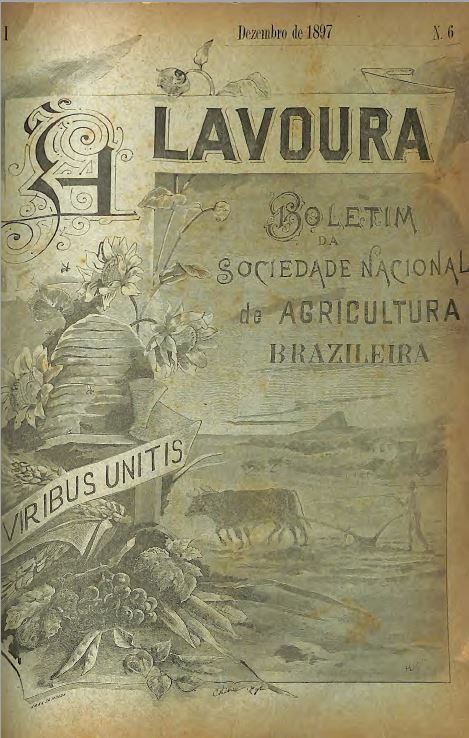 I Dezembro de 1897 N. 6
A LAVOURA
BOLETIM
DA
SOCIEDADE NACIONAL
de AGRICULTURA
BRAZILEIRA
VIRIBUS UNITIS